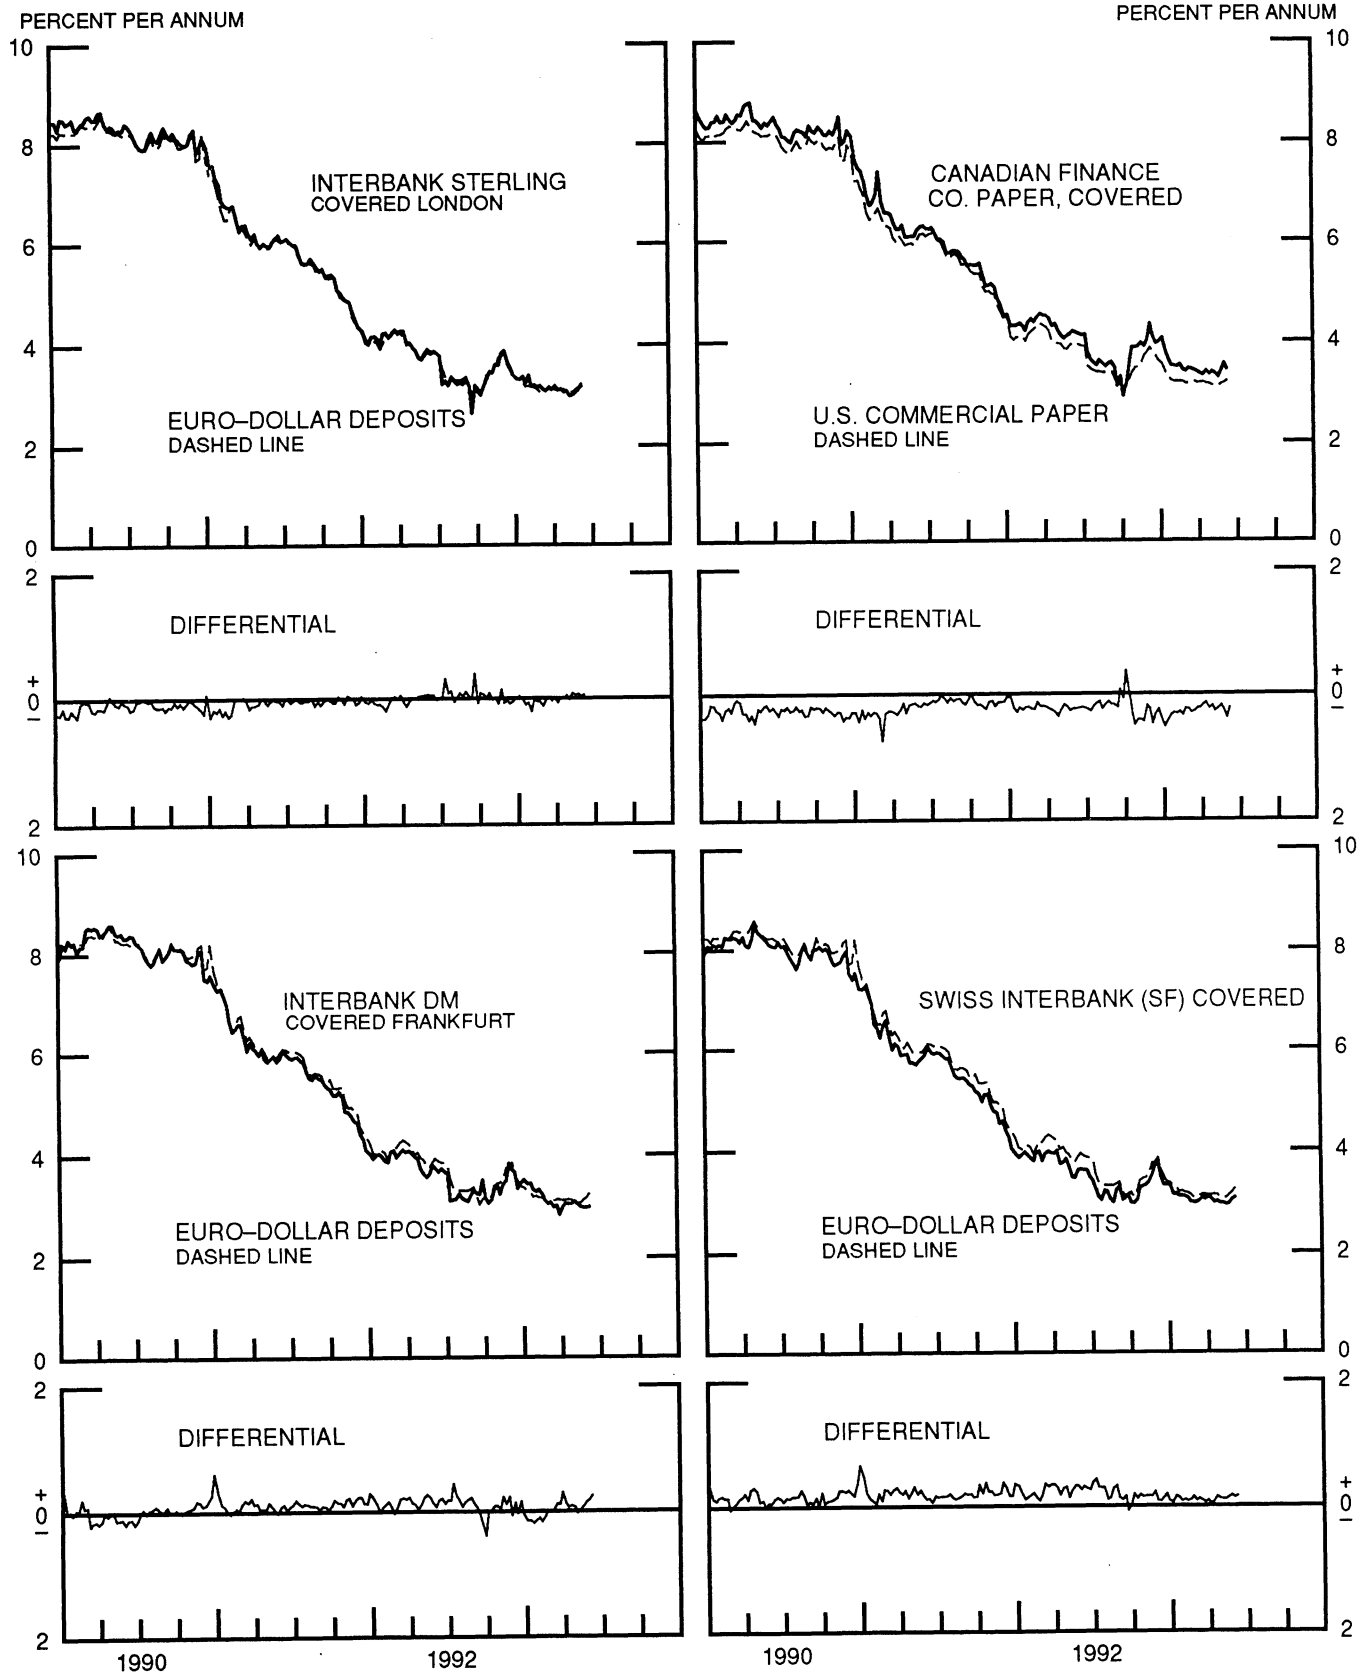 PERCENT PER ANNUM
PERCENT PER ANNUM
10
8
6
4
2
0
INTERBANK STERLING
COVERED LONDON
EURO–DOLLAR DEPOSITS
DASHED LINE
10
8
6
4
2
0
CANADIAN FINANCE
CO. PAPER, COVERED
U.S. COMMERCIAL PAPER
DASHED LINE
2
+
0
–
2
DIFFERENTIAL
2
+
0
–
2
DIFFERENTIAL
10
8
6
4
2
0
INTERBANK DM
COVERED FRANKFURT
EURO–DOLLAR DEPOSITS
DASHED LINE
10
8
6
4
2
0
SWISS INTERBANK (SF) COVERED
EURO–DOLLAR DEPOSITS
DASHED LINE
2
+
0
–
2
DIFFERENTIAL
1990
1992
2
+
0
–
2
DIFFERENTIAL
1990
1992